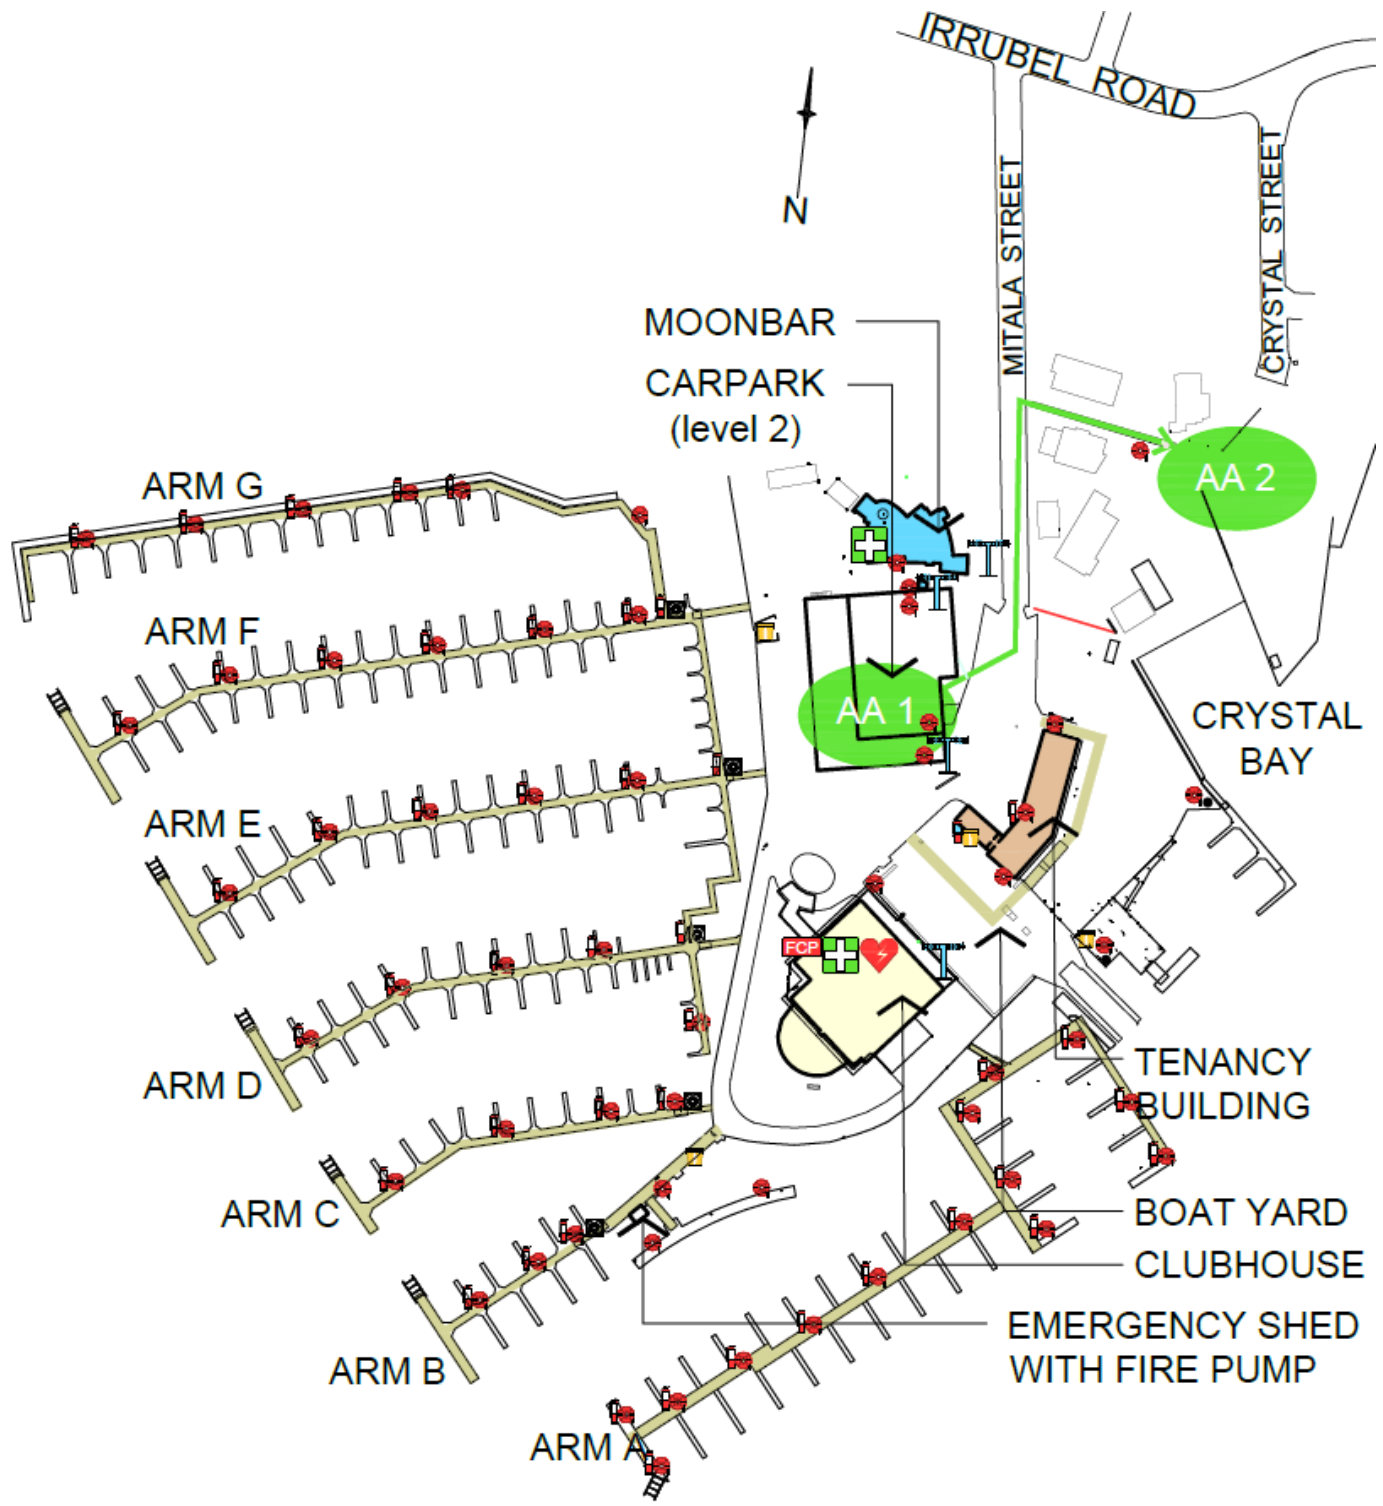 IRRUBEL ROAD
MITALA STREET
CRYSTAL STREET
N
MOONBAR
CARPARK
(level 2)
AA 2
ARM G
ARM F
AA 1
CRYSTAL
BAY
ARM E
FCP
ARM D
TENANCY
BUILDING
ARM C
BOAT YARD
CLUBHOUSE
EMERGENCY SHED
WITH FIRE PUMP
ARM B
ARM A